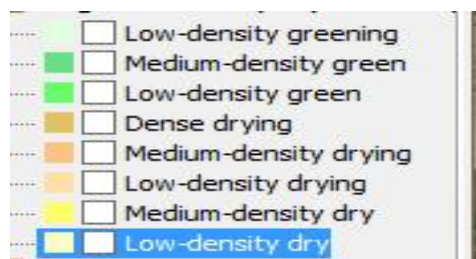 Low-density greening
Medium-density green
Low-density green
Dense drying
Medium-density drying
Low-density drying
Medium-density dry
Low-density dry